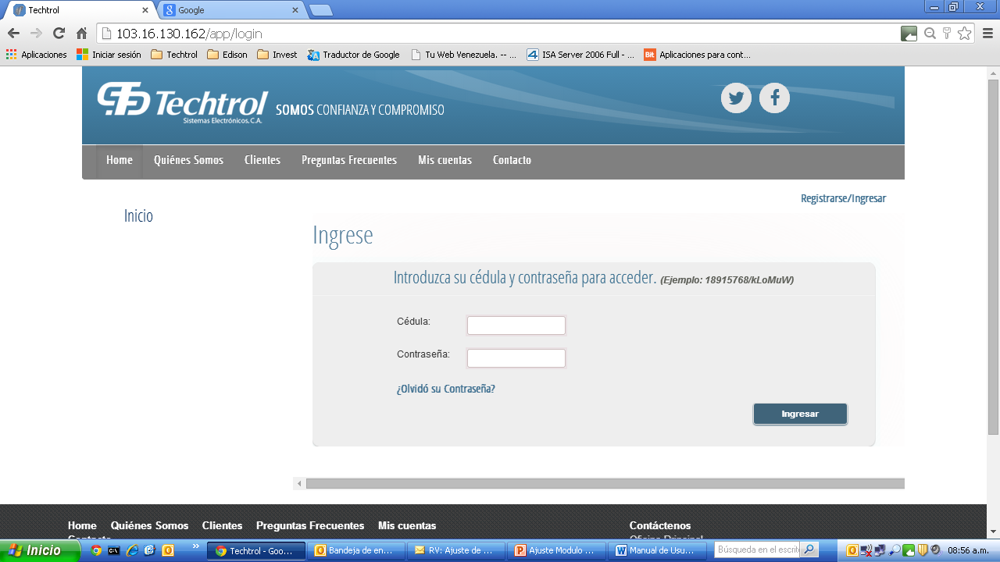 Techtrol
Google
103.16.130.162/app/login
Aplicaciones
Iniciar sesión
Techtrol
Edison
Invest
Traductor de Google
Tu Web Venezuela. -- ...
ISA Server 2006 Full - ...
Bit
Aplicaciones para cont...
Techtrol
Sistemas Electrónicos, C.A.
SOMOS CONFIANZA Y COMPROMISO
Home
Quiénes Somos
Clientes
Preguntas Frecuentes
Mis cuentas
Contacto
Registrarse/Ingresar
Inicio
Ingrese
Introduzca su cédula y contraseña para acceder. (Ejemplo: 18915768/kLoMuW)
Cédula:
Contraseña:
¿Olvidó su Contraseña?
Ingresar
Home
Quiénes Somos
Clientes
Preguntas Frecuentes
Mis cuentas
Contacto
Contáctenos
Oficina Principal
Inicio
Techtrol - Goo...
Bandeja de en...
RV: Ajuste de ...
Ajuste Modulo ...
Manual de Usu...
Búsqueda en el escrit
08:56 a.m.